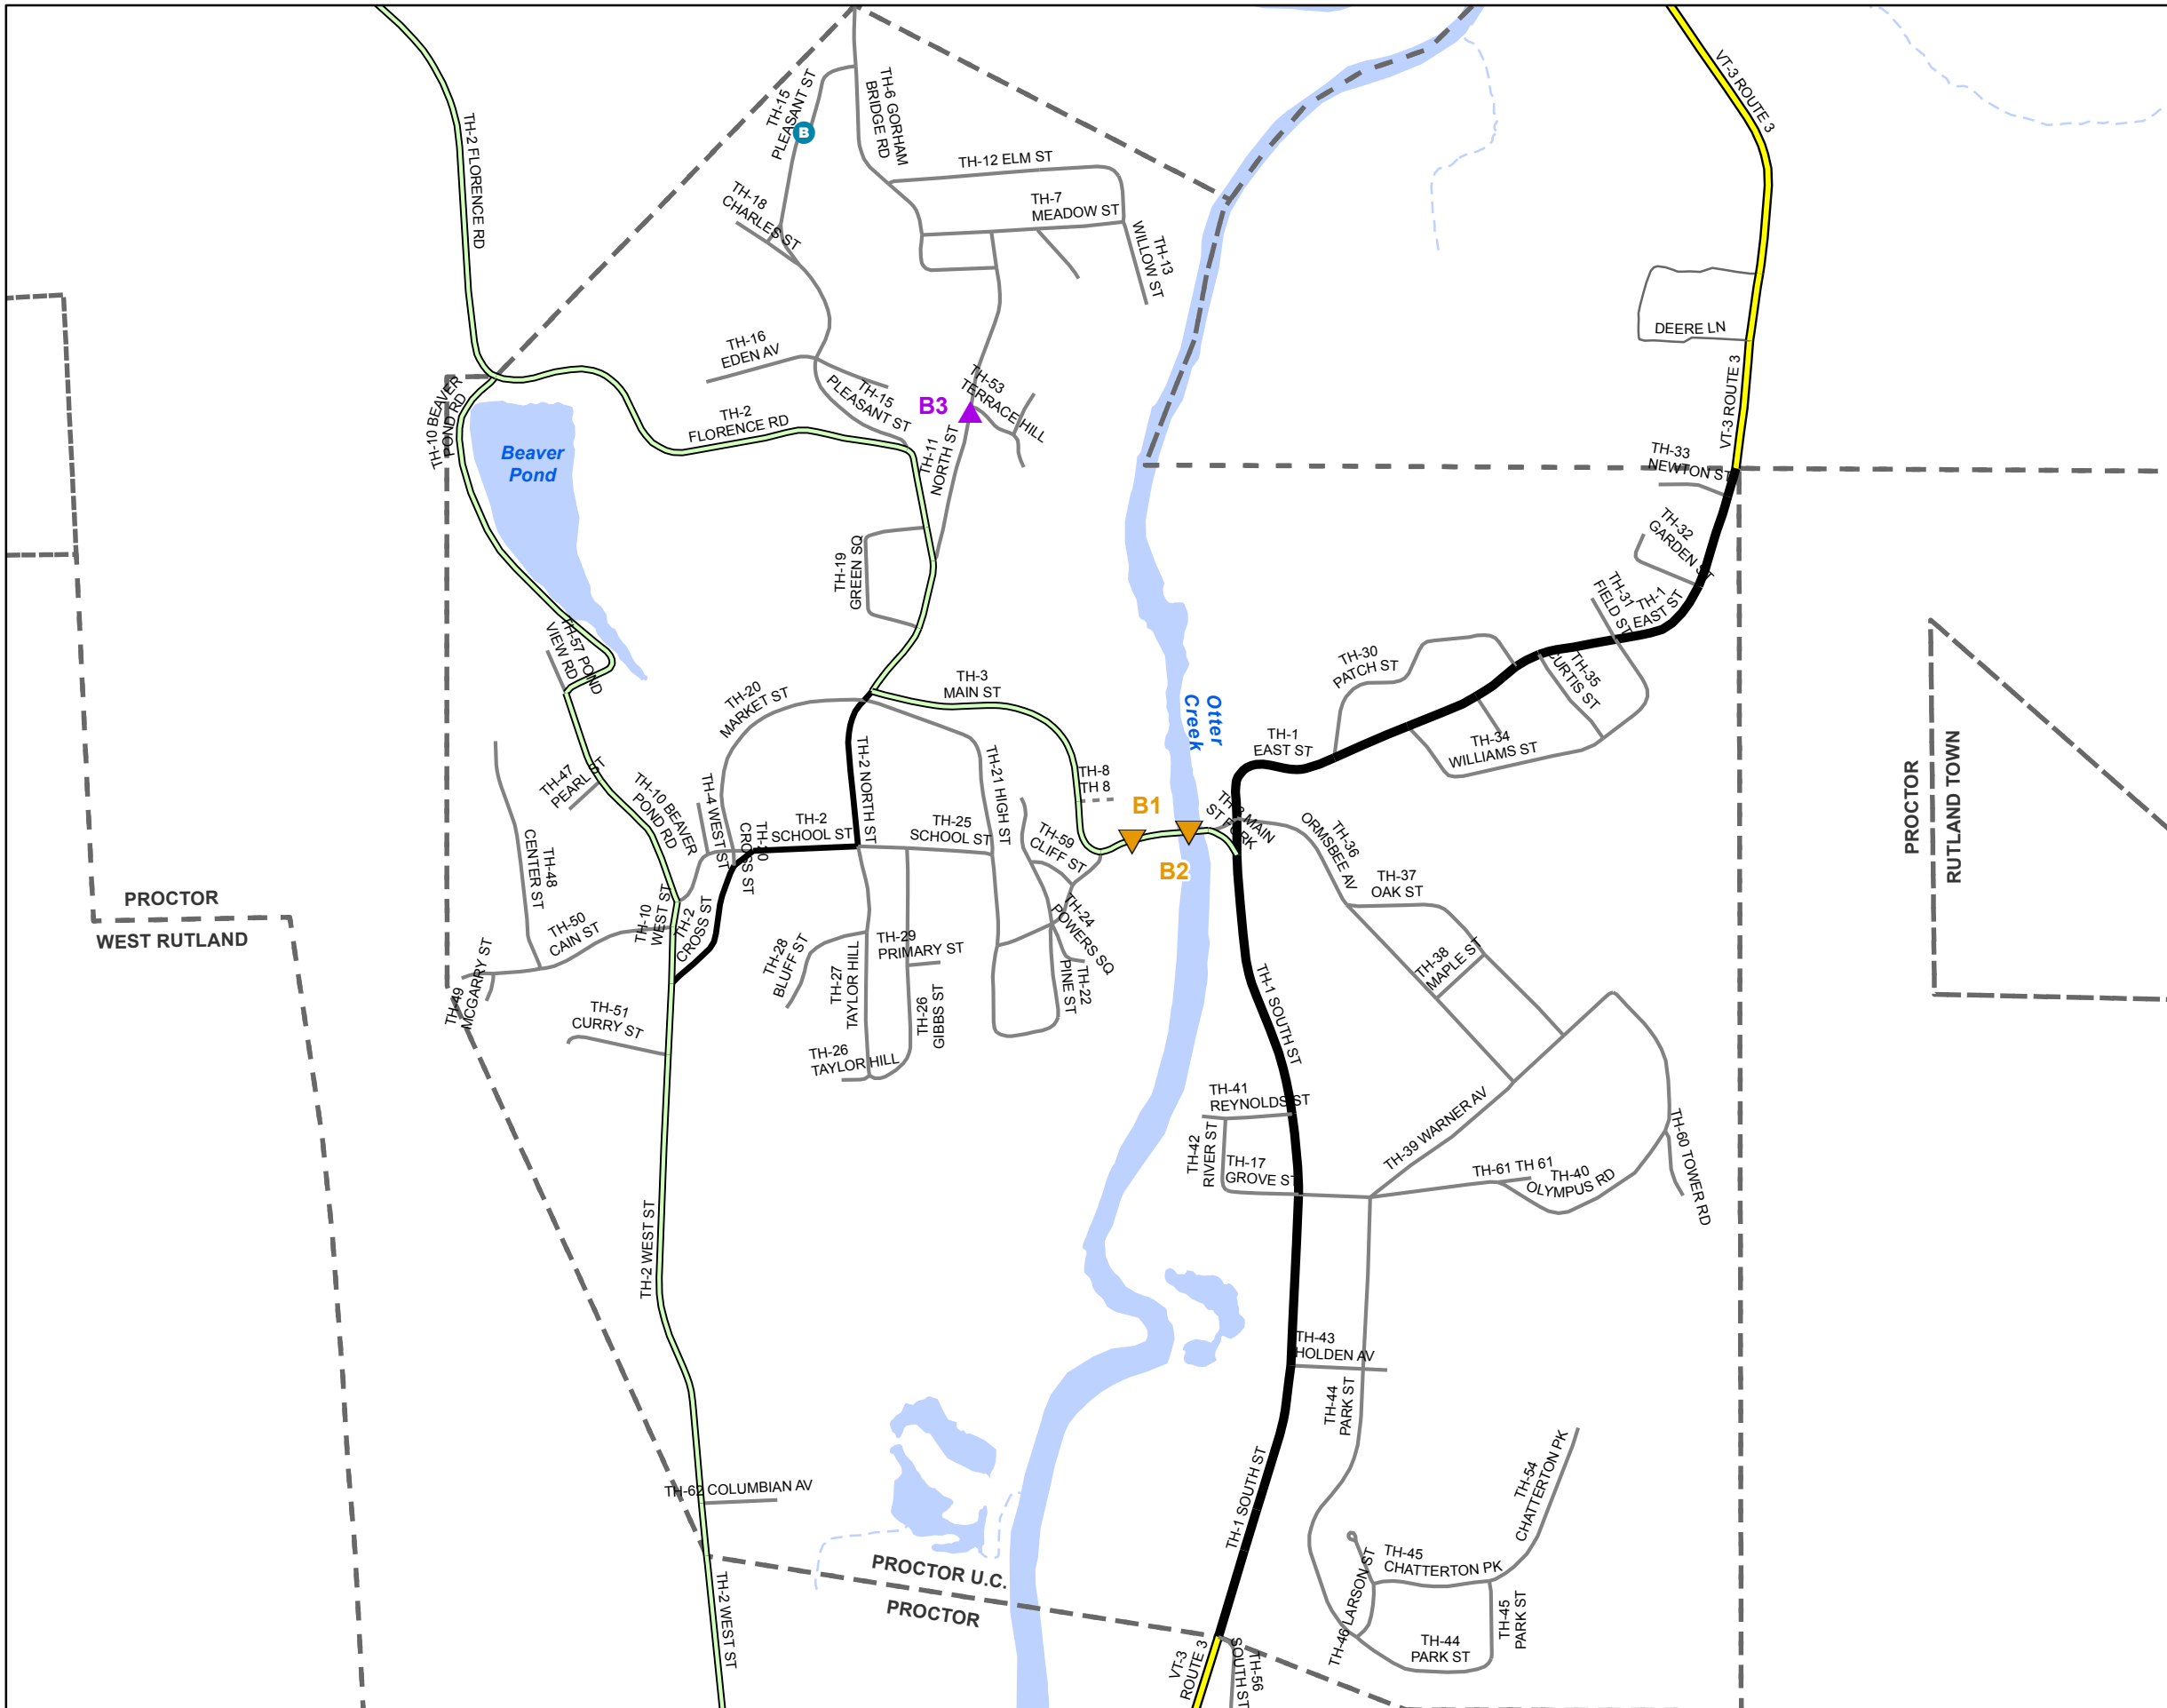 VT-3 ROUTE 3
TH-15
PLEASANT ST
B
TH-6 GORHAM
BRIDGE RD
TH-2 FLORENCE RD
TH-12 ELM ST
TH-18
CHARLES ST
TH-7
MEADOW ST
TH-13
WILLOW ST
DEERE LN
TH-16
EDEN AV
VT-3 ROUTE 3
TH-10 BEAVER
POND RD
TH-15
PLEASANT ST
TH-53
TERRACE HILL
B3
TH-2
FLORENCE RD
TH-11
NORTH ST
Beaver
Pond
TH-33
NEWTON ST
TH-32
GARDEN ST
TH-19
GREEN SQ
TH-31
FIELD ST
TH-1
EAST ST
TH-57 POND
VIEW RD
TH-30
PATCH ST
TH-35
CURTIS ST
TH-3
MAIN ST
TH-20
MARKET ST
Otter
Creek
TH-1
EAST ST
TH-34
WILLIAMS ST
TH-2 NORTH ST
TH-21 HIGH ST
TH-8
TH 8
TH-47
PEARL ST
TH-10 BEAVER
POND RD
TH-4 WEST ST
TH-20
CROSS ST
TH-2
SCHOOL ST
TH-25
SCHOOL ST
B1
TH-3 MAIN
ST FORK
TH-36
ORMSBEE AV
PROCTOR
RUTLAND TOWN
TH-59
CLIFF ST
B2
TH-48
CENTER ST
TH-37
OAK ST
PROCTOR
WEST RUTLAND
TH-50
CAIN ST
TH-10
WEST ST
TH-2
CROSS ST
TH-24
POWERS SQ
TH-28
BLUFF ST
TH-29
PRIMARY ST
TH-38
MAPLE ST
TH-49
MCGARRY ST
TH-27
TAYLOR HILL
TH-22
PINE ST
TH-1 SOUTH ST
TH-51
CURRY ST
TH-26
GIBBS ST
TH-26
TAYLOR HILL
TH-41
REYNOLDS ST
TH-39 WARNER AV
TH-42
RIVER ST
TH-17
GROVE ST
TH-61 TH 61
TH-40
OLYMPUS RD
TH-60 TOWER RD
TH-2 WEST ST
TH-43
HOLDEN AV
TH-44
PARK ST
TH-1 SOUTH ST
TH-54
CHATTERTON PK
TH-62 COLUMBIAN AV
TH-45
CHATTERTON PK
PROCTOR U.C.
PROCTOR
TH-2 WEST ST
TH-46 LARSON ST
TH-45
PARK ST
TH-44
PARK ST
VT-3
ROUTE 3
TH-56
SOUTH ST